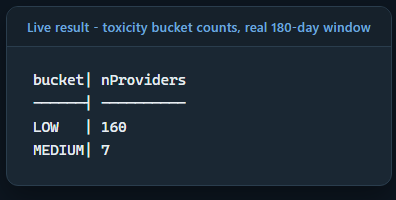 Live result - toxicity bucket counts, real 180-day window
bucket| nProviders
------| ----------
LOW   | 160
MEDIUM| 7